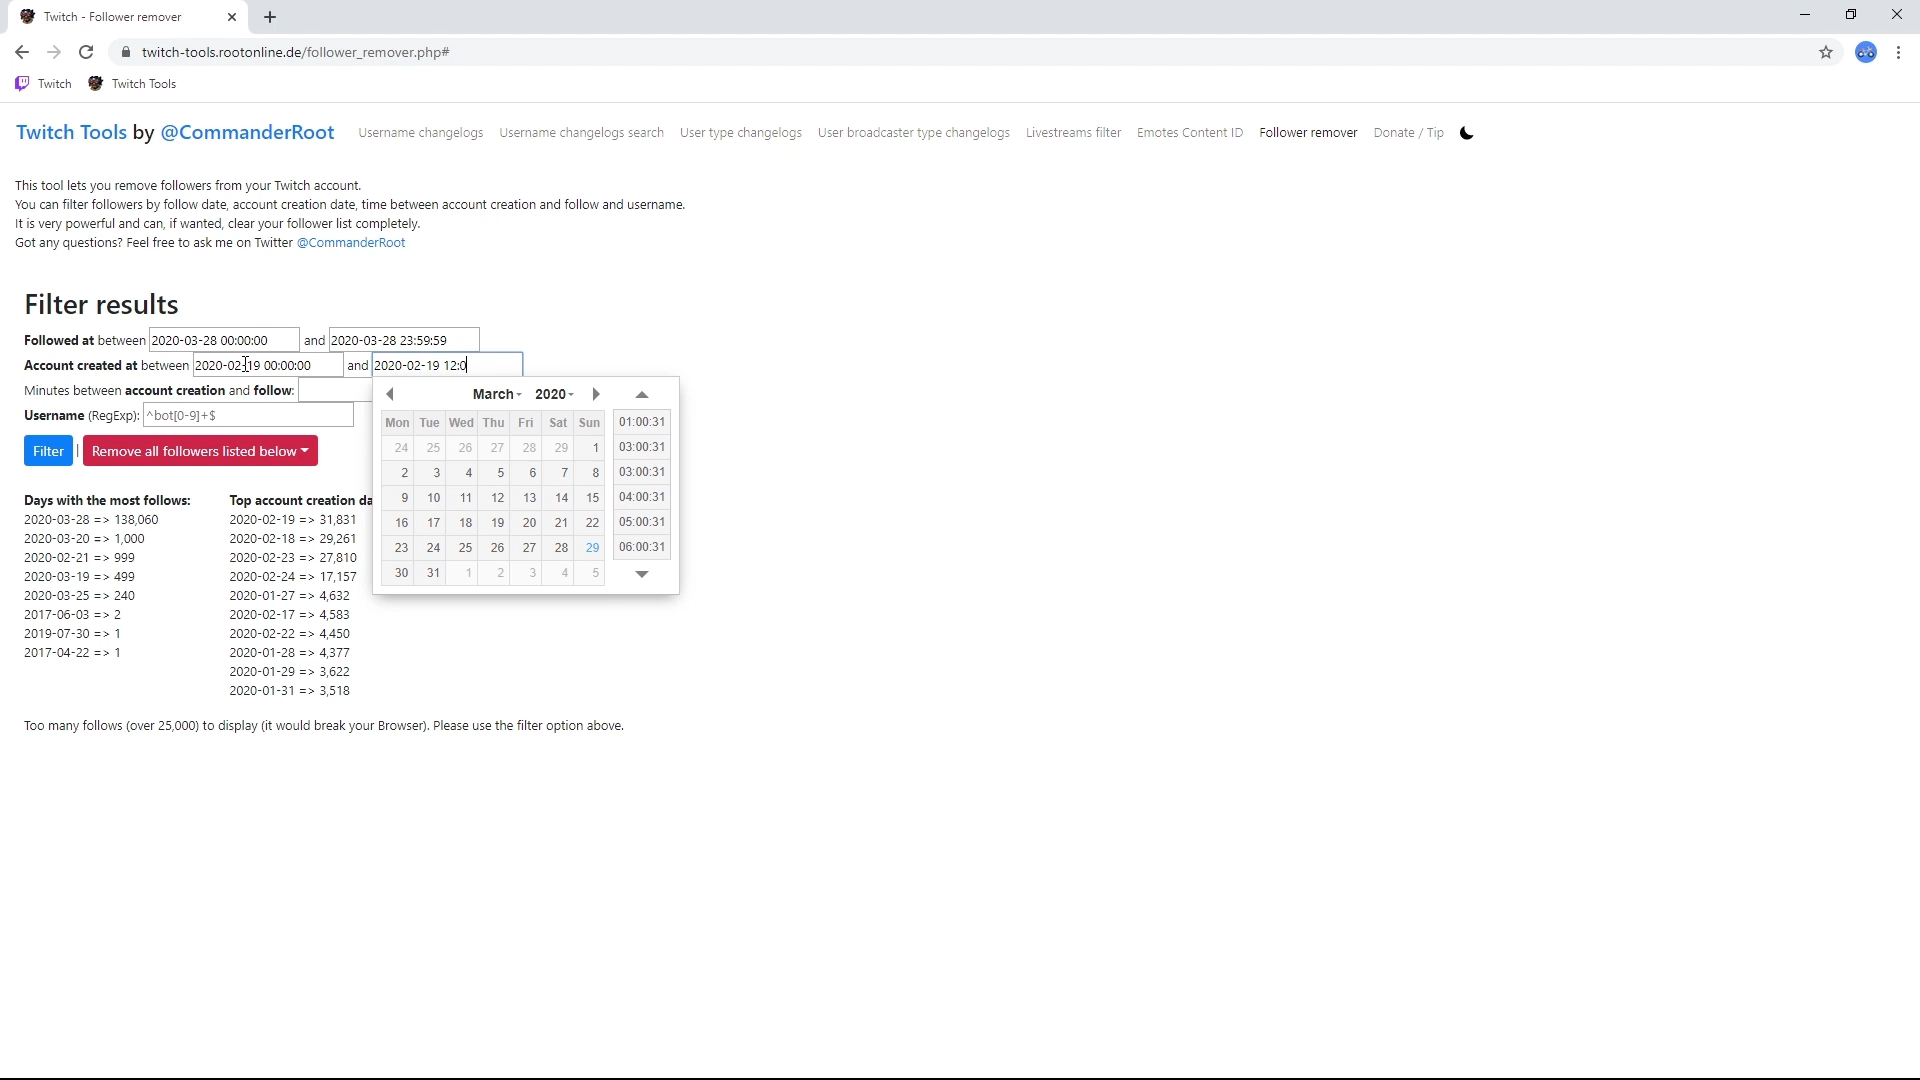 Twitch - Follower remover
twitch-tools.rootonline.de/follower_remover.php#
Twitch Twitch Tools
Twitch Tools by @CommanderRoot Username changelogs Username changelogs search User type changelogs User broadcaster type changelogs Livestreams filter Emotes Content ID Follower remover Donate / Tip
This tool lets you remove followers from your Twitch account.
You can filter followers by follow date, account creation date, time between account creation and follow and username.
It is very powerful and can, if wanted, clear your follower list completely.
Got any questions? Feel free to ask me on Twitter @CommanderRoot
Filter results
Followed at between 2020-03-28 00:00:00 and 2020-03-28 23:59:59
Account created at between 2020-02-19 00:00:00 and 2020-02-19 12:0
Minutes between account creation and follow:
Username (RegExp): ^bot[0-9]+$
Filter | Remove all followers listed below
March 2020
Mon Tue Wed Thu Fri Sat Sun
24 25 26 27 28 29 1
2 3 4 5 6 7 8
9 10 11 12 13 14 15
16 17 18 19 20 21 22
23 24 25 26 27 28 29
30 31 1 2 3 4 5
01:00:31
03:00:31
03:00:31
04:00:31
05:00:31
06:00:31
Days with the most follows:
2020-03-28 => 138,060
2020-03-20 => 1,000
2020-02-21 => 999
2020-03-19 => 499
2020-03-25 => 240
2017-06-03 => 2
2019-07-30 => 1
2017-04-22 => 1
Top account creation da
2020-02-19 => 31,831
2020-02-18 => 29,261
2020-02-23 => 27,810
2020-02-24 => 17,157
2020-01-27 => 4,632
2020-02-17 => 4,583
2020-02-22 => 4,450
2020-01-28 => 4,377
2020-01-29 => 3,622
2020-01-31 => 3,518
Too many follows (over 25,000) to display (it would break your Browser). Please use the filter option above.